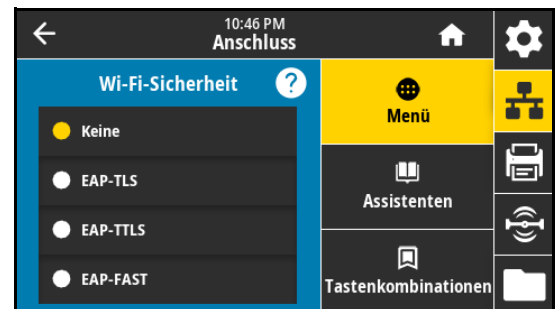 10:46 PM
Anschluss
Wi-Fi-Sicherheit ?
Keine
EAP-TLS
EAP-TTLS
EAP-FAST
Menü
Assistenten
Tastenkombinationen